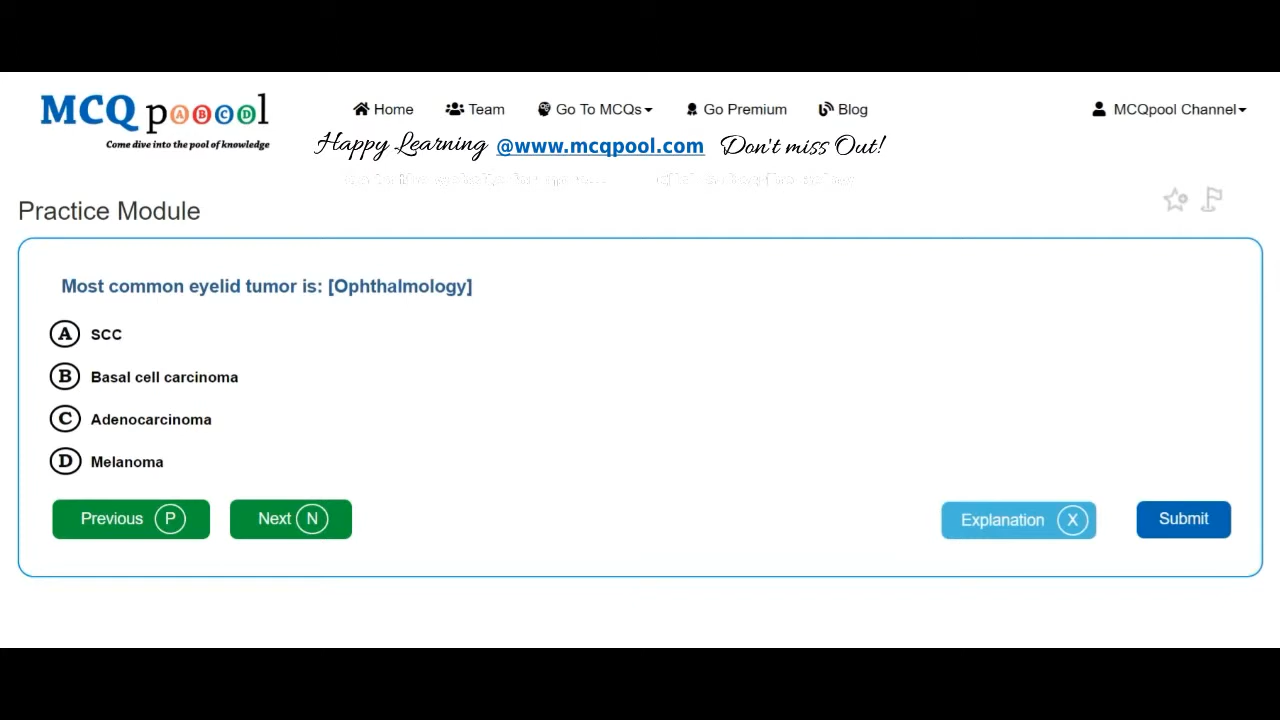 MCQ pABCDl
Come dive into the pool of knowledge
Home Team Go To MCQs Go Premium Blog MCQpool Channel
Happy Learning @www.mcqpool.com Don't miss Out!
Practice Module
Most common eyelid tumor is: [Ophthalmology]
A SCC
B Basal cell carcinoma
C Adenocarcinoma
D Melanoma
Previous P Next N Explanation X Submit